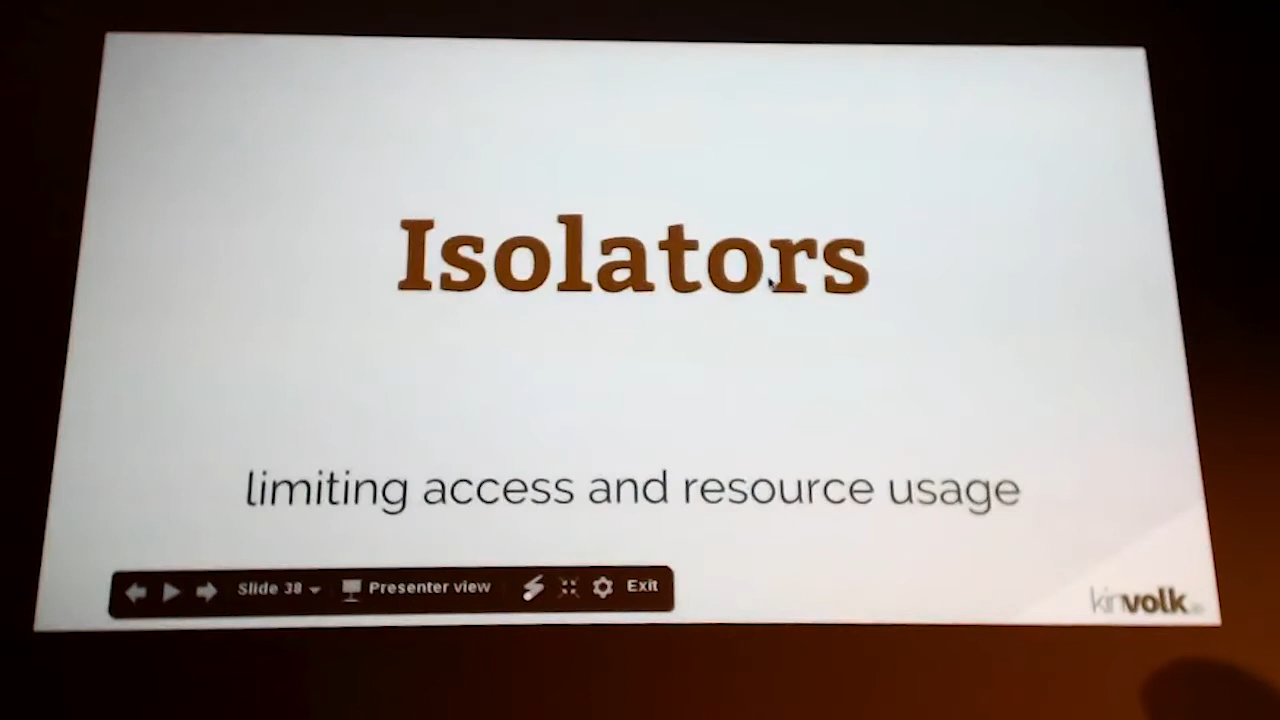 Isolators
limiting access and resource usage
Slide 38 Presenter view Exit
kinvolk